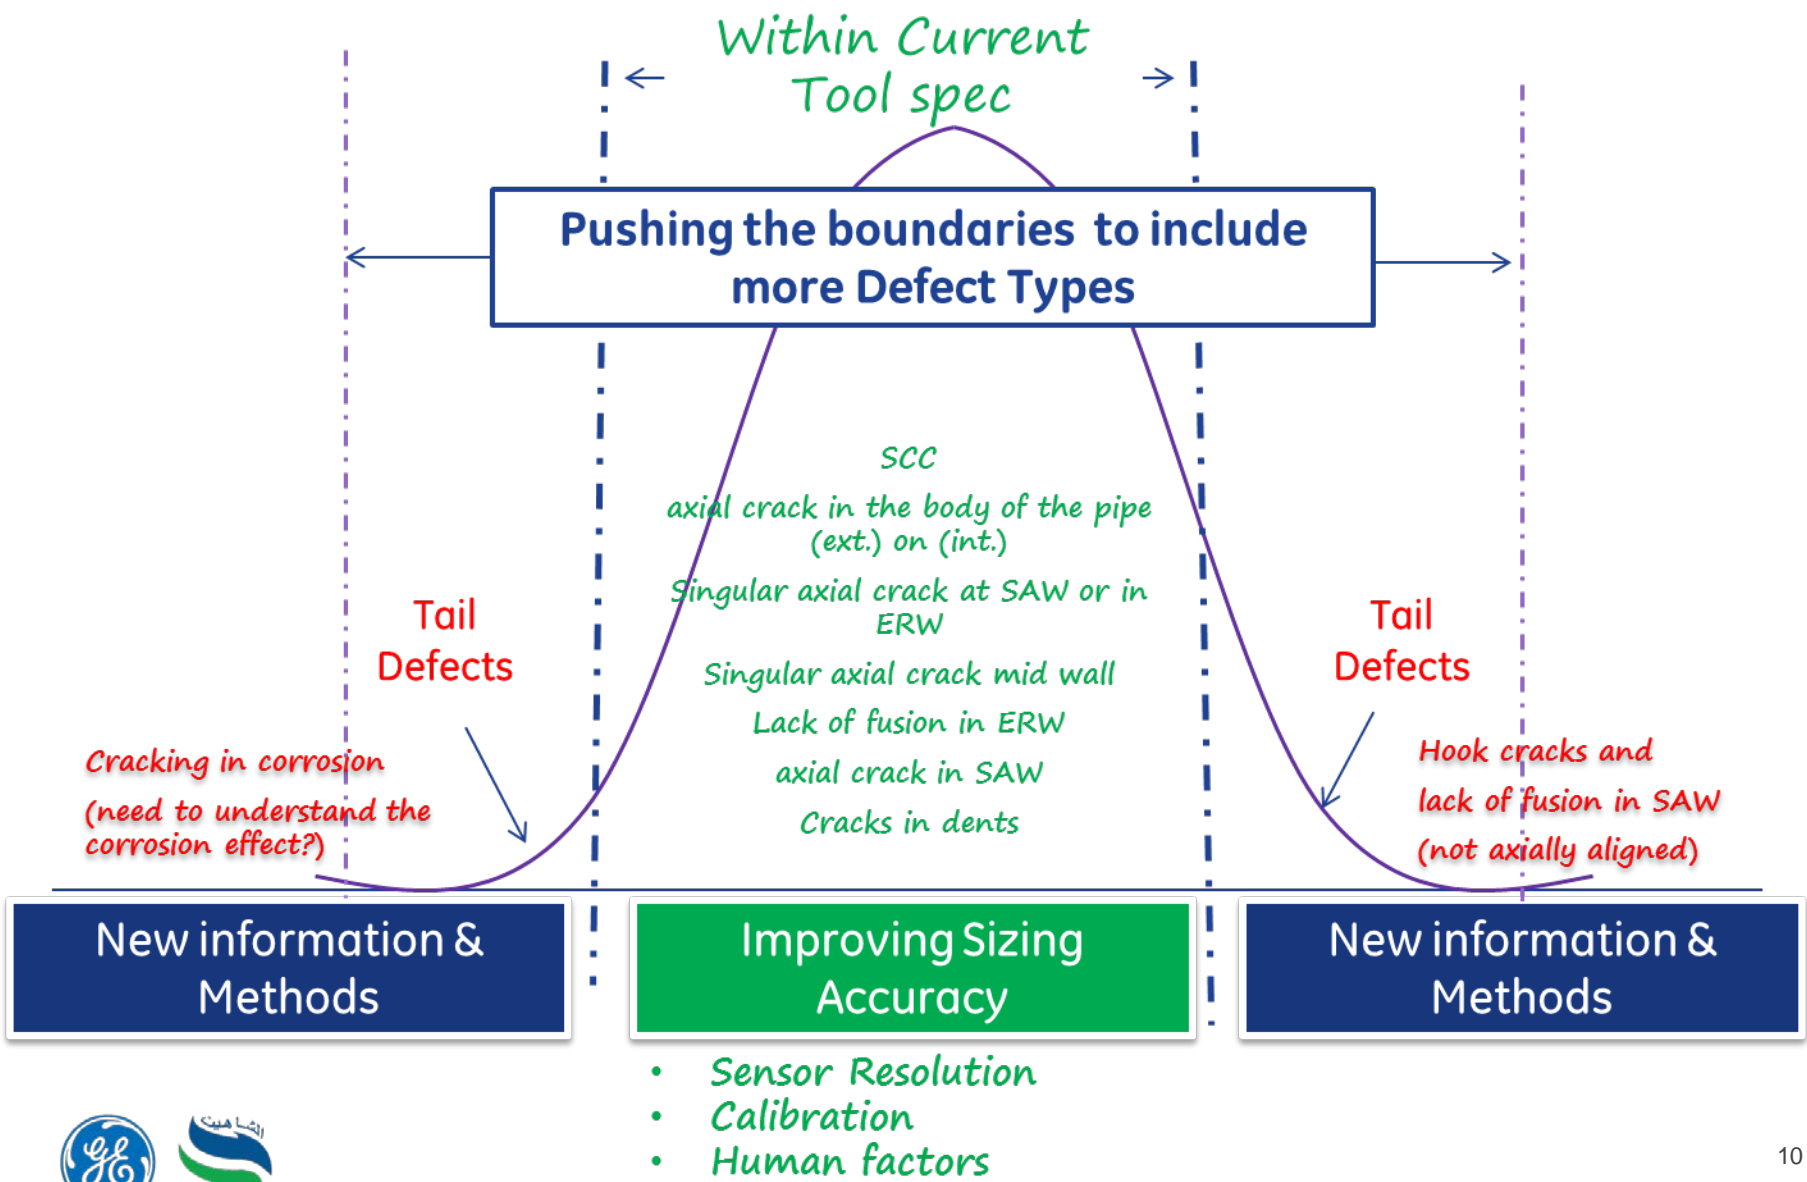 Within Current
Tool spec
Pushing the boundaries to include
more Defect Types
SCC
axial crack in the body of the pipe
(ext.) on (int.)
Singular axial crack at SAW or in
ERW
Singular axial crack mid wall
Lack of fusion in ERW
axial crack in SAW
Cracks in dents
Tail
Defects
Cracking in corrosion
(need to understand the
corrosion effect?)
Tail
Defects
Hook cracks and
lack of fusion in SAW
(not axially aligned)
New information &
Methods
Improving Sizing
Accuracy
New information &
Methods
• Sensor Resolution
• Calibration
• Human factors
GE
الشاهين
10